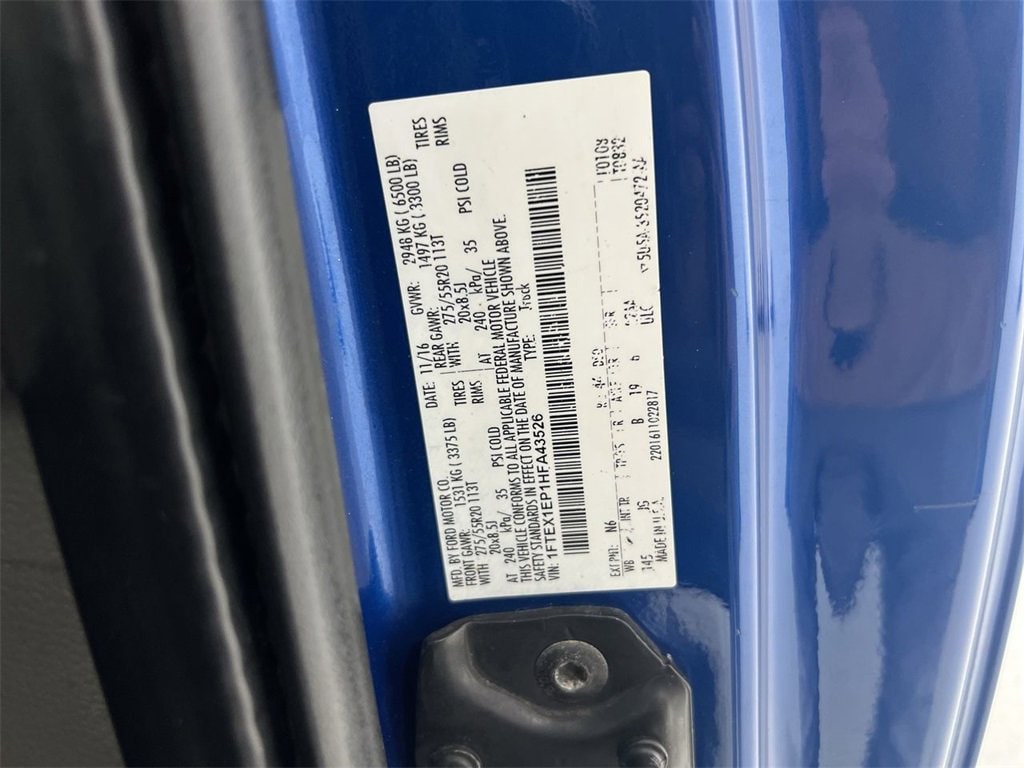 MFD. BY FORD MOTOR CO.
DATE: 11/16 GVWR: 2948 KG ( 6500 LB)
FRONT GAWR: 1531 KG ( 3375 LB) REAR GAWR: 1497 KG ( 3300 LB)
WITH 275/55R20 113T TIRES WITH 275/55R20 113T TIRES
20x8.5J RIMS 20x8.5J RIMS
AT 240 kPa/ 35 PSI COLD AT 240 kPa/ 35 PSI COLD
THIS VEHICLE CONFORMS TO ALL APPLICABLE FEDERAL MOTOR VEHICLE
SAFETY STANDARDS IN EFFECT ON THE DATE OF MANUFACTURE SHOWN ABOVE.
VIN: 1FTEX1EP1HFA43526 TYPE: Truck
EXT PNT: N6
WB
145 B 19 6
MADE IN U.S.A. 2201611022817
T0832